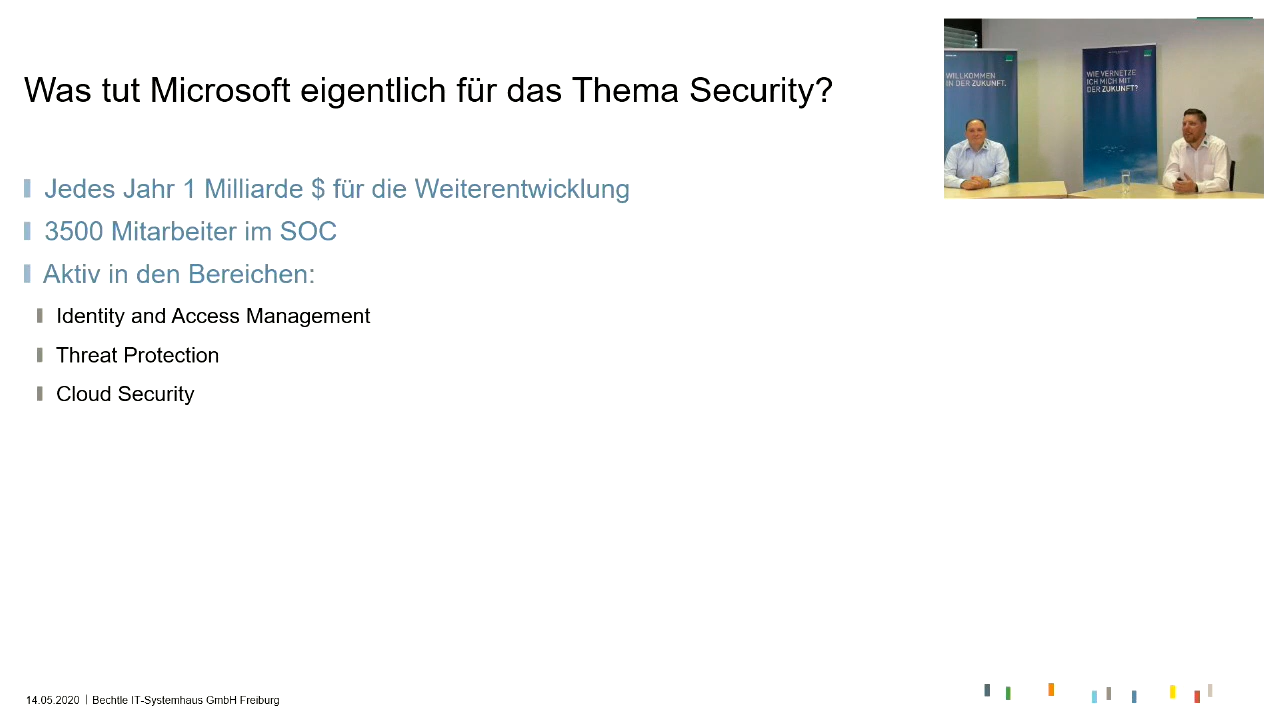 Was tut Microsoft eigentlich für das Thema Security?
Jedes Jahr 1 Milliarde $ für die Weiterentwicklung
3500 Mitarbeiter im SOC
Aktiv in den Bereichen:
Identity and Access Management
Threat Protection
Cloud Security
WILLKOMMEN
IN DER ZUKUNFT.
WIE VERNETZE
ICH MICH MIT
DER ZUKUNFT?
14.05.2020 | Bechtle IT-Systemhaus GmbH Freiburg